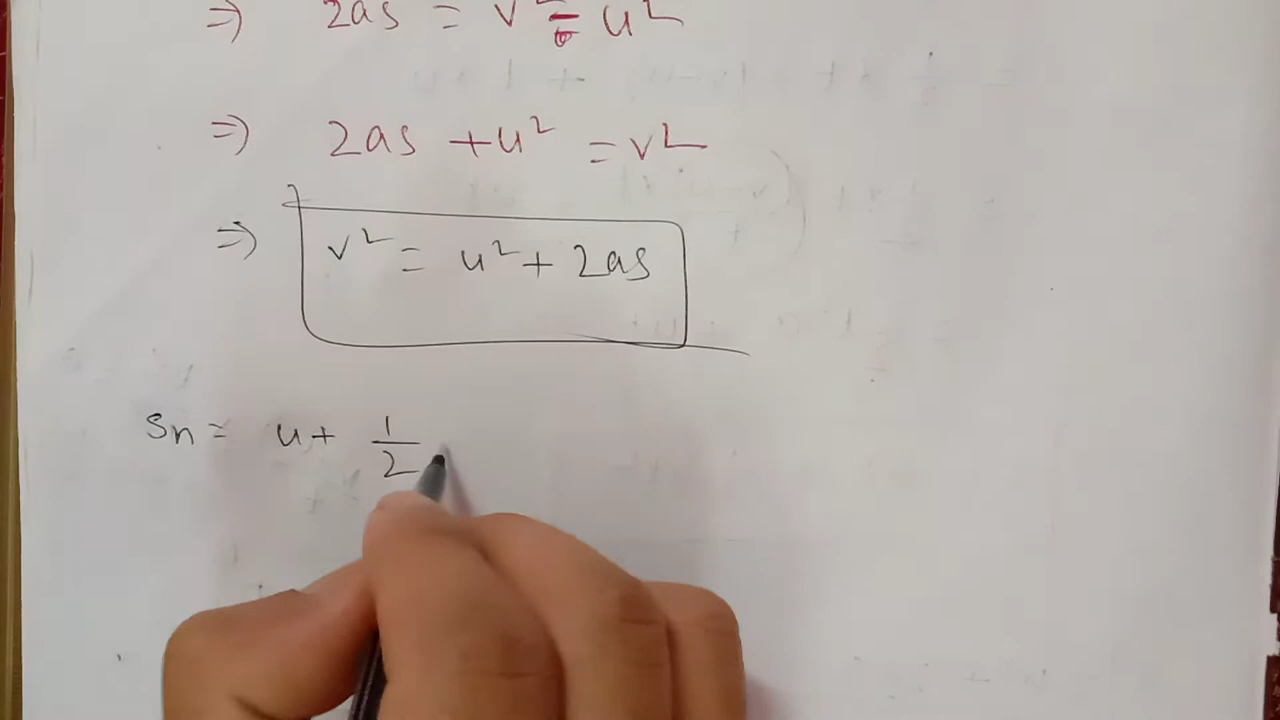 ⇒ 2as = v² - u²
⇒ 2as + u² = v²
⇒ v² = u² + 2as
Sn = u + 1/2